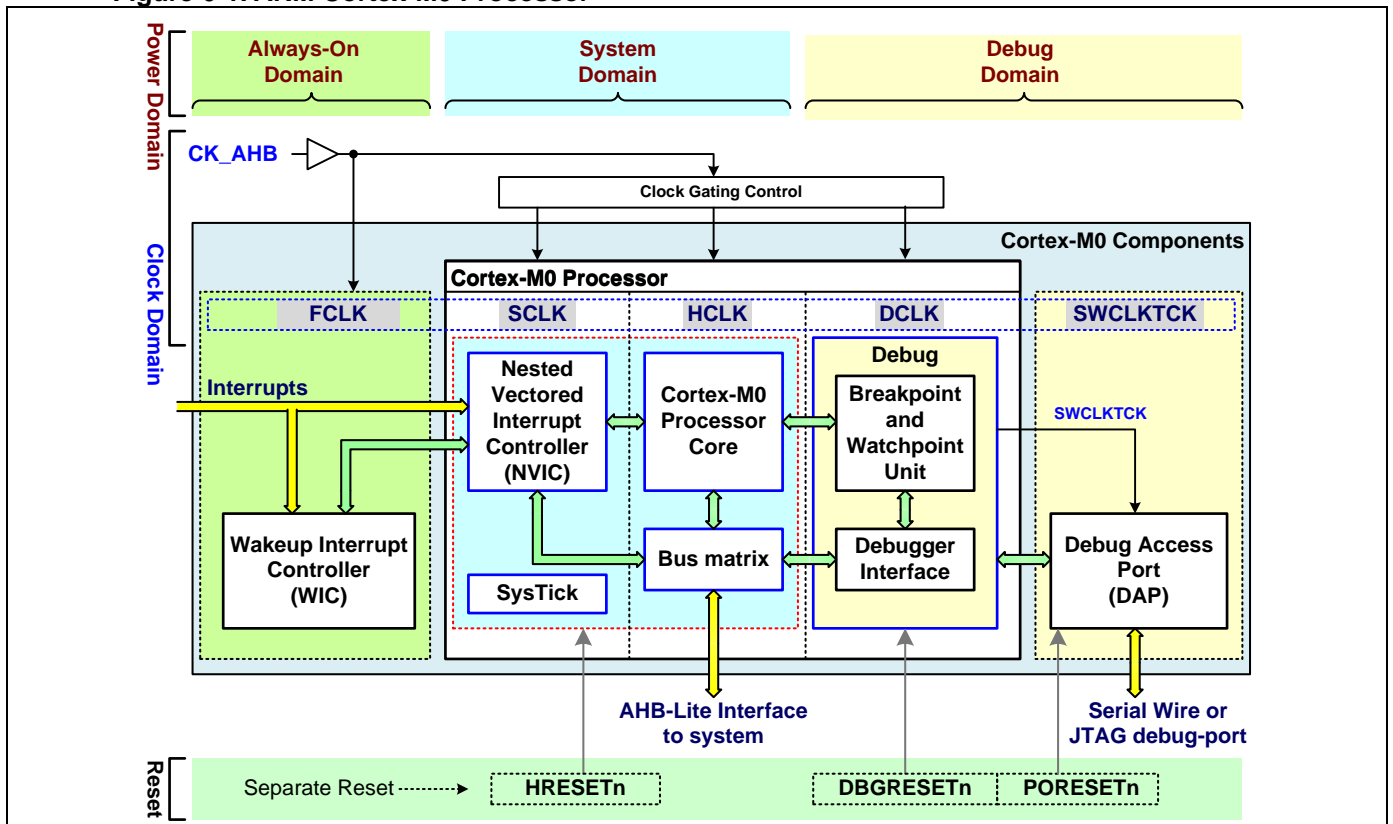 Power Domain
Always-On
Domain
System
Domain
Debug
Domain
Power Domain
Clock Domain
CK_AHB
Clock Gating Control
Cortex-M0 Components
Cortex-M0 Processor
FCLK
SCLK
HCLK
DCLK
SWCLKTCK
Interrupts
Nested
Vectored
Interrupt
Controller
(NVIC)
Cortex-M0
Processor
Core
Debug
Breakpoint
and
Watchpoint
Unit
SWCLKTCK
Wakeup Interrupt
Controller
(WIC)
SysTick
Bus matrix
Debugger
Interface
Debug Access
Port
(DAP)
AHB-Lite Interface
to system
Serial Wire or
JTAG debug-port
Reset
Separate Reset
HRESETn
DBGRESETn
PORESETn